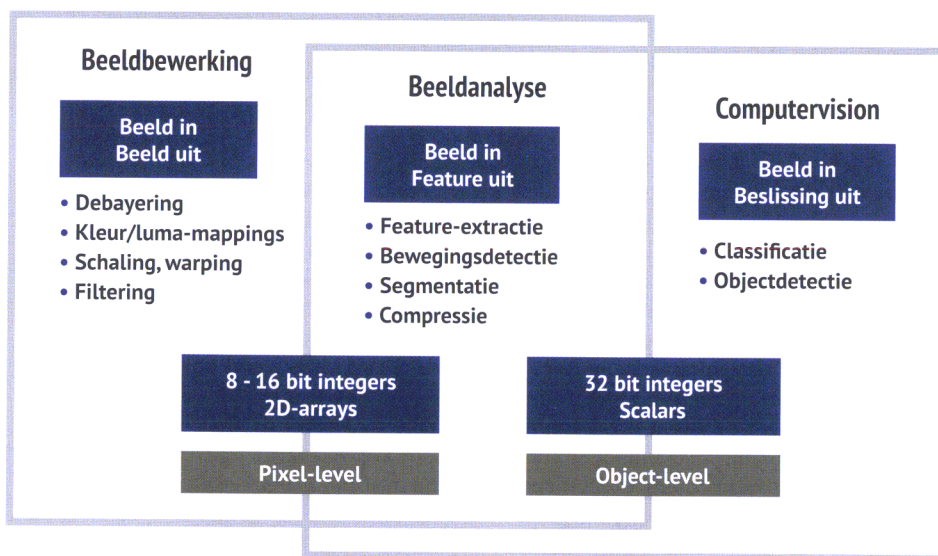 Beeldbewerking
Beeld in
Beeld uit
• Debayering
• Kleur/luma-mappings
• Schaling, warping
• Filtering
Beeldanalyse
Beeld in
Feature uit
• Feature-extractie
• Bewegingsdetectie
• Segmentatie
• Compressie
Computervision
Beeld in
Beslissing uit
• Classificatie
• Objectdetectie
8 - 16 bit integers
2D-arrays
Pixel-level
32 bit integers
Scalars
Object-level